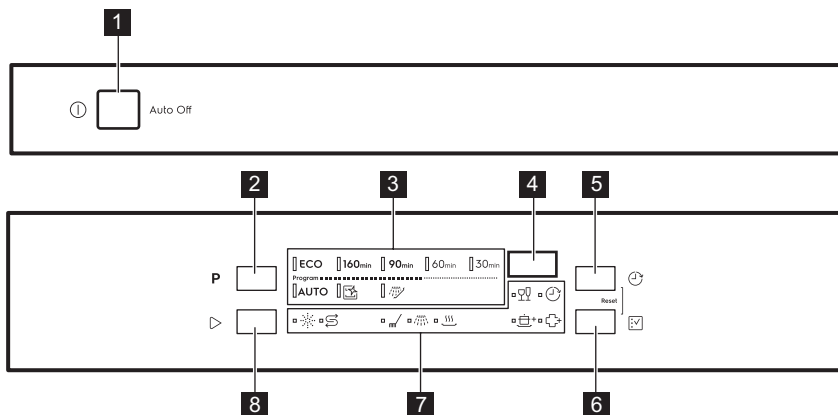 1
Auto Off
2 3 4 5
P ECO 160min 90min 60min 30min
Program
AUTO
Reset
8 7 6